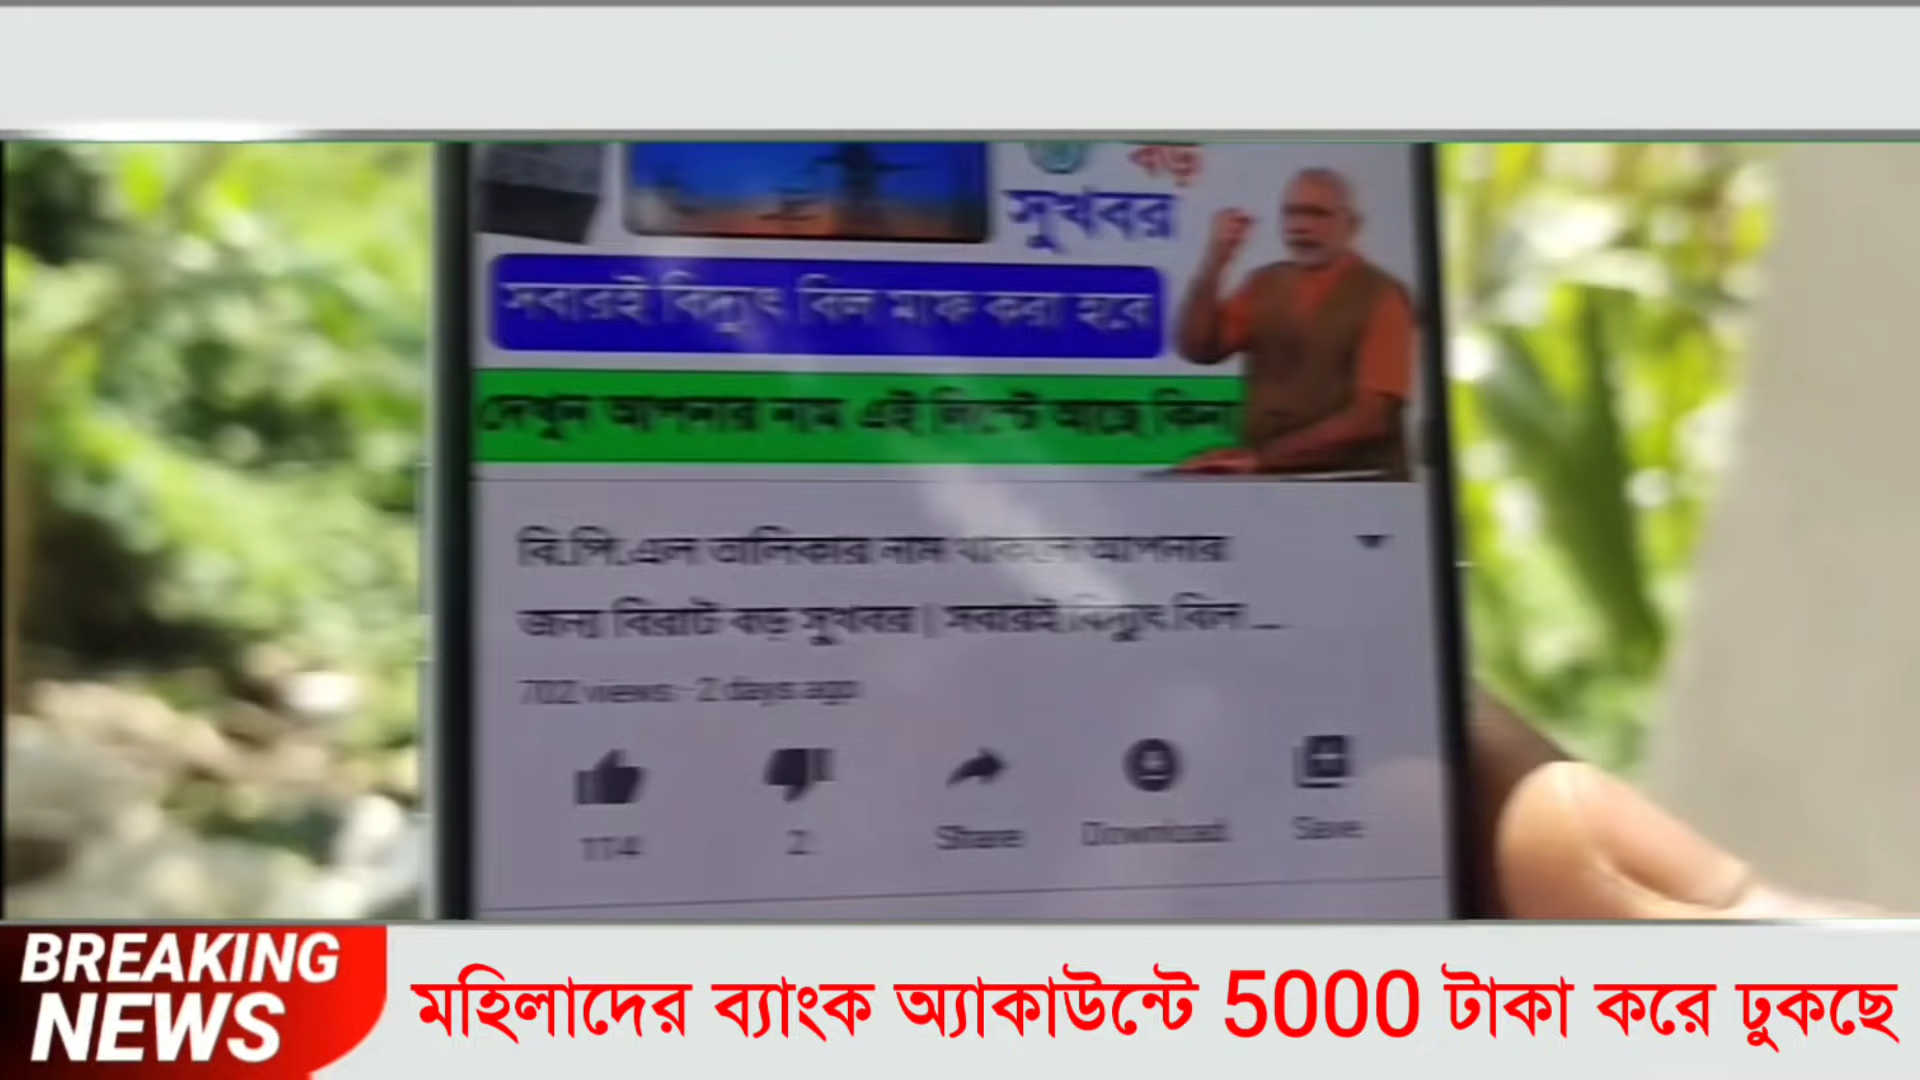 বড়
সুখবর
সবারই বিদ্যুৎ বিল মাফ করা হবে
দেখুন আপনার নাম এই লিস্টে আছে কিনা
বি.পি.এল তালিকার নাম থাকলে আপনার
জন্য বিরাট বড় সুখবর | সবারই বিদ্যুৎ বিল ...
702 views · 2 days ago
114
2
Share
Download
Save
BREAKING
NEWS
মহিলাদের ব্যাংক অ্যাকাউন্টে 5000 টাকা করে ঢুকছে